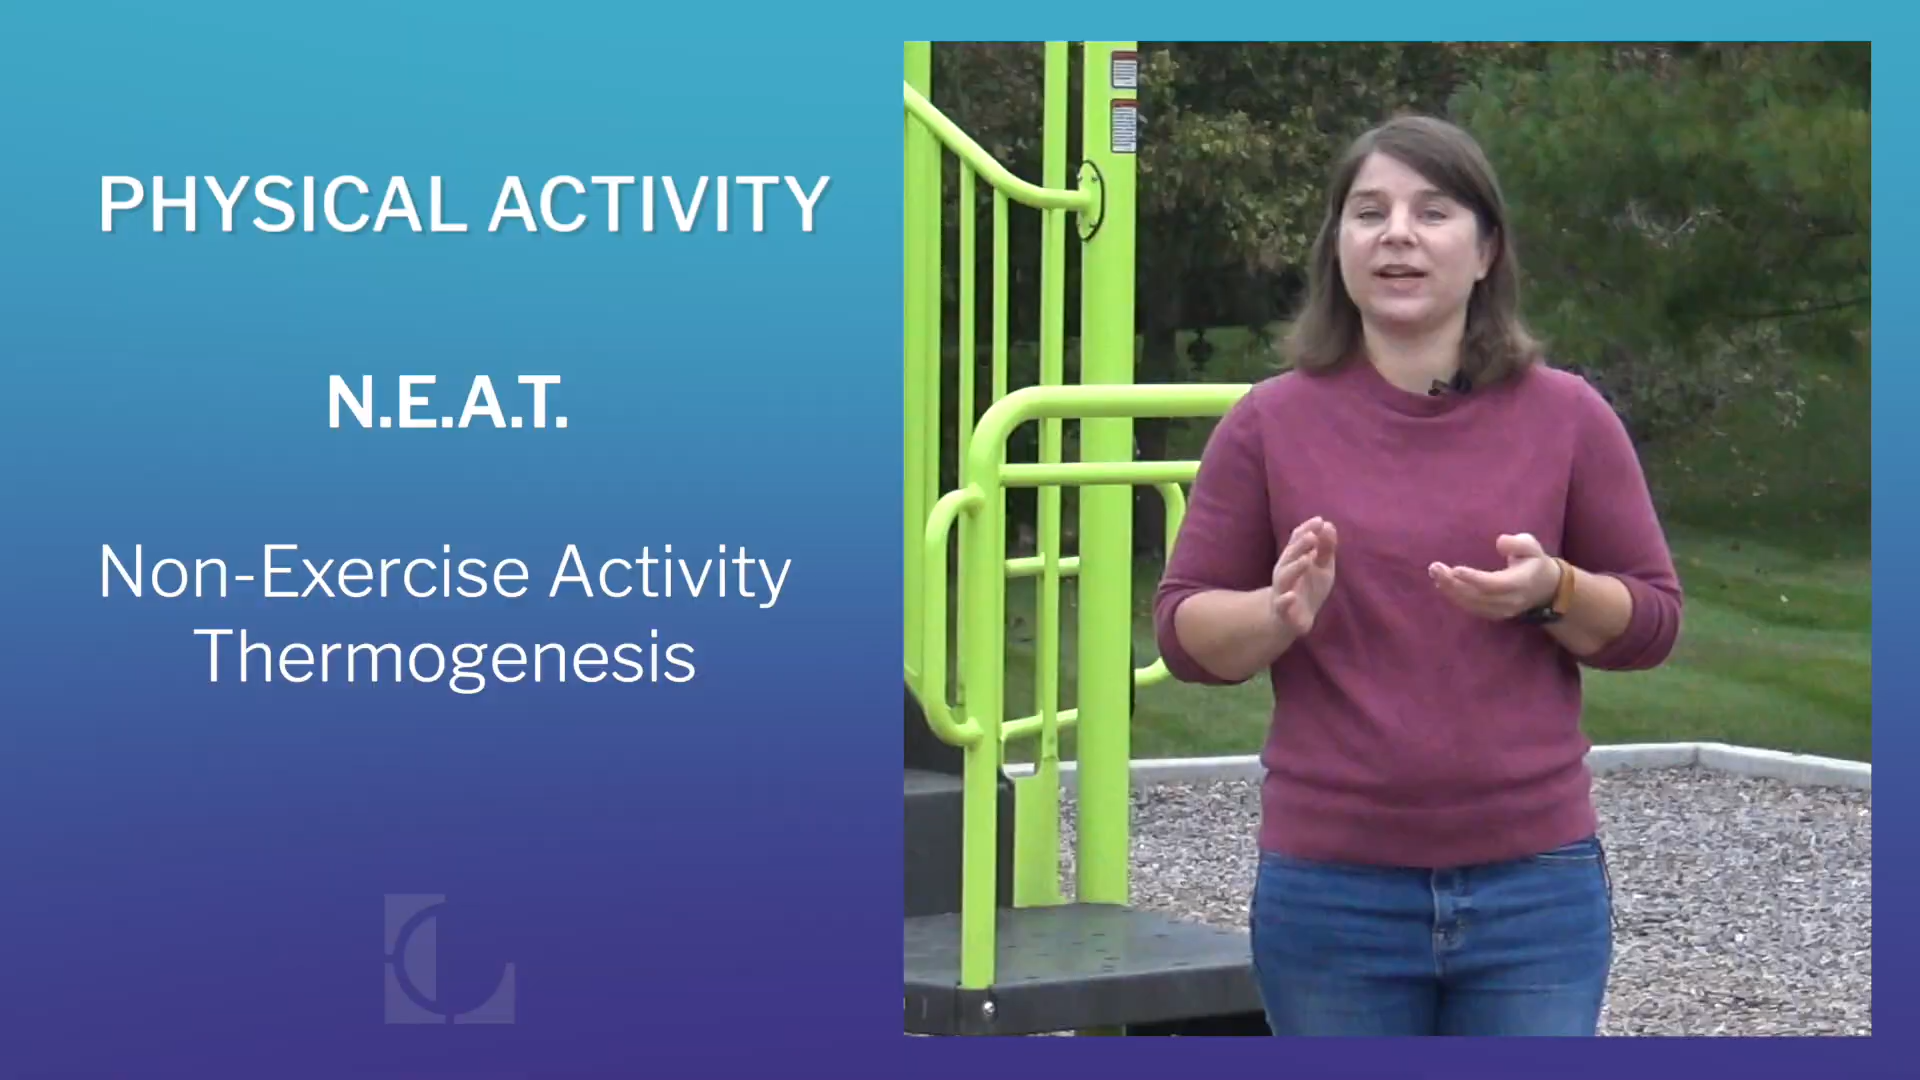 PHYSICAL ACTIVITY
N.E.A.T.
Non-Exercise Activity
Thermogenesis